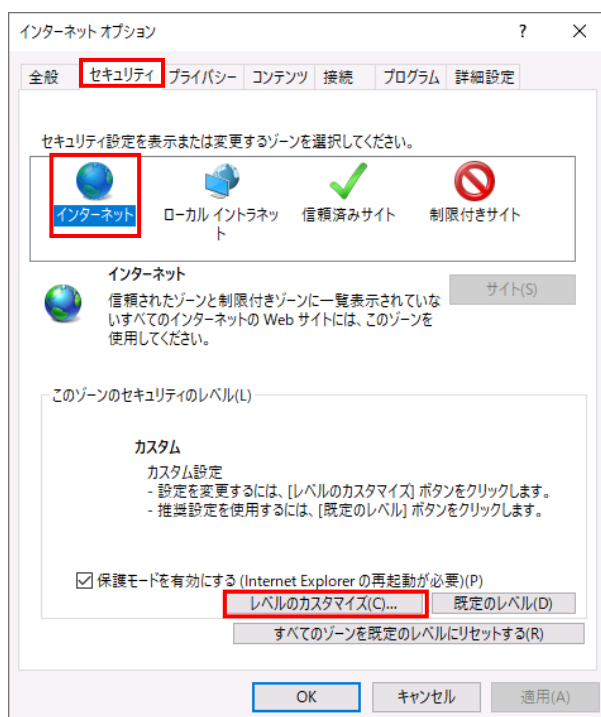 インターネット オプション
?
×
全般 セキュリティ プライバシー コンテンツ 接続 プログラム 詳細設定
セキュリティ設定を表示または変更するゾーンを選択してください。
インターネット
ローカル イントラネッ
ト
信頼済みサイト
制限付きサイト
インターネット
信頼されたゾーンと制限付きゾーンに一覧表示されていな
いすべてのインターネットの Web サイトには、このゾーンを
使用してください。
サイト(S)
このゾーンのセキュリティのレベル(L)
カスタム
カスタム設定
- 設定を変更するには、[レベルのカスタマイズ] ボタンをクリックします。
- 推奨設定を使用するには、[既定のレベル] ボタンをクリックします。
保護モードを有効にする (Internet Explorer の再起動が必要)(P)
レベルのカスタマイズ(C)... 既定のレベル(D)
すべてのゾーンを既定のレベルにリセットする(R)
OK キャンセル 適用(A)